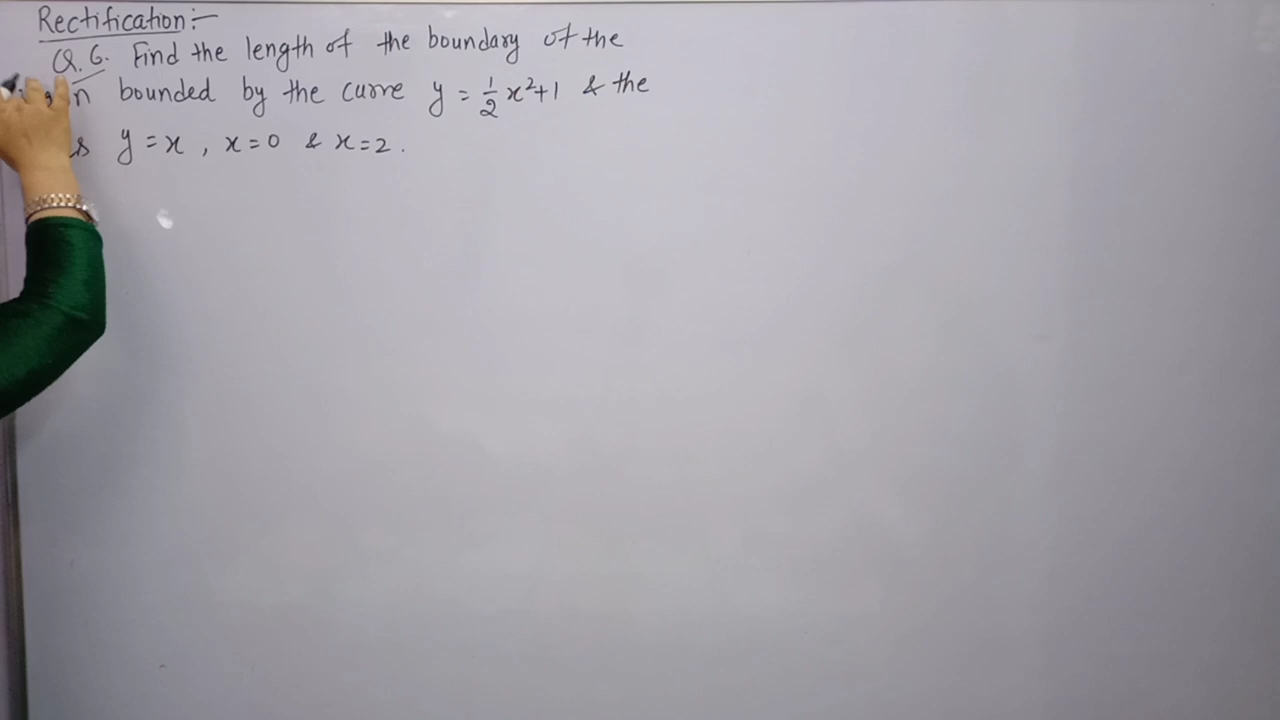 Rectification:-
Q.6. Find the length of the boundary of the
n bounded by the curve y = 1/2 x²+1 & the
s y = x , x = 0 & x = 2 .